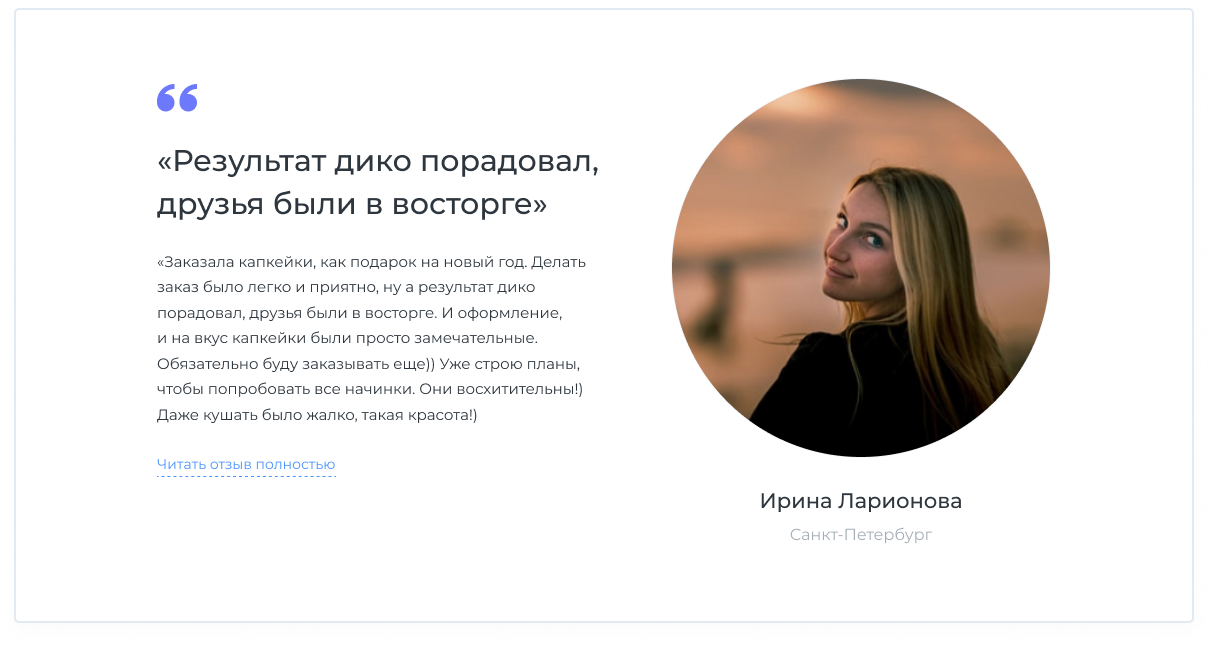 «Результат дико порадовал,
друзья были в восторге»
«Заказала капкейки, как подарок на новый год. Делать
заказ было легко и приятно, ну а результат дико
порадовал, друзья были в восторге. И оформление,
и на вкус капкейки были просто замечательные.
Обязательно буду заказывать еще)) Уже строю планы,
чтобы попробовать все начинки. Они восхитительны!)
Даже кушать было жалко, такая красота!)
Читать отзыв полностью
Ирина Ларионова
Санкт-Петербург